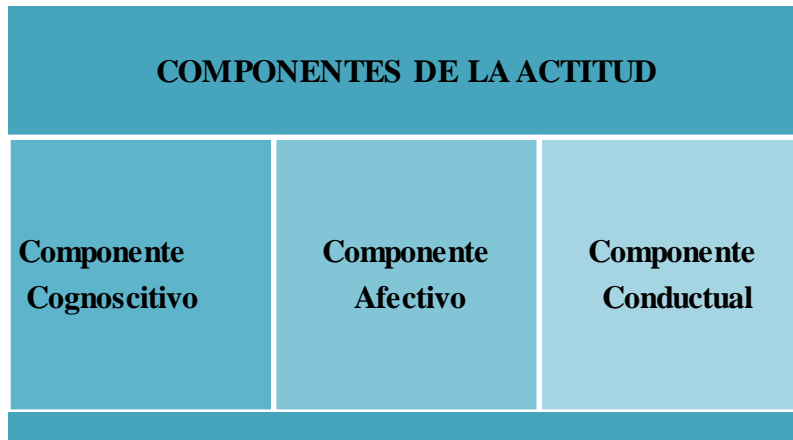 COMPONENTES DE LA ACTITUD
Componente
Cognoscitivo
Componente
Afectivo
Componente
Conductual